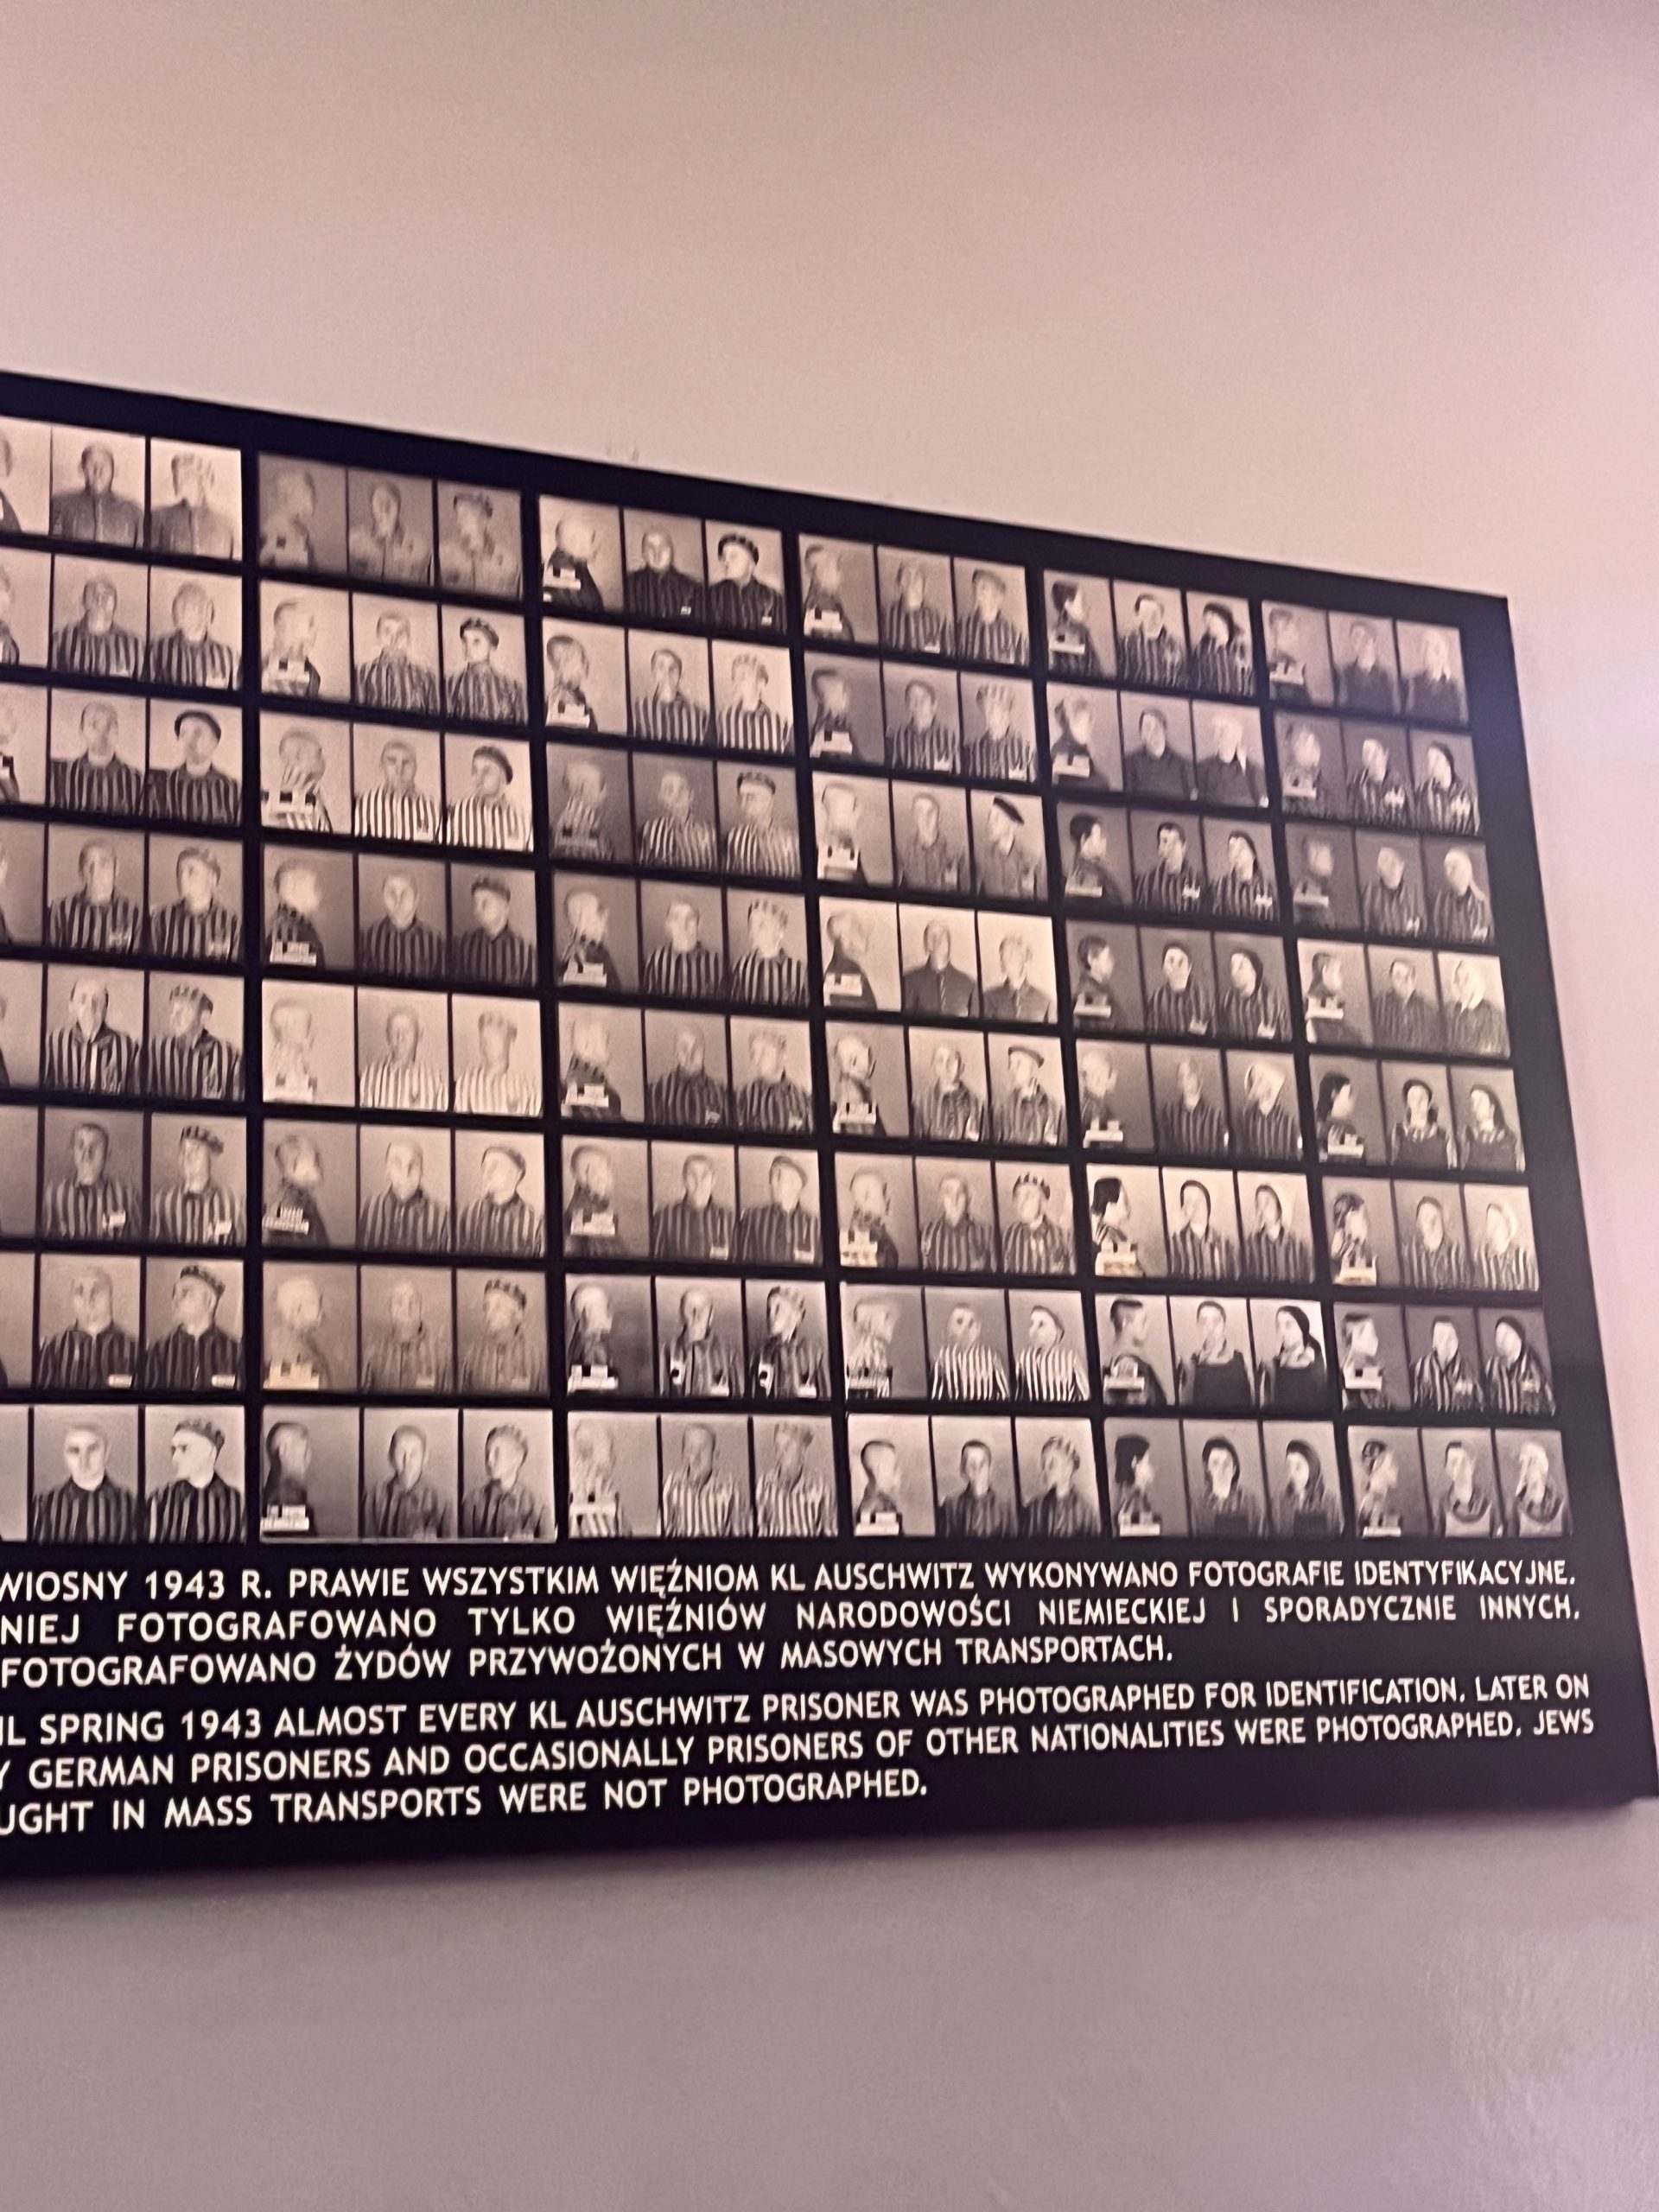 WIOSNY 1943 R. PRAWIE WSZYSTKIM WIĘŹNIOM KL AUSCHWITZ WYKONYWANO FOTOGRAFIE IDENTYFIKACYJNE.
NIEJ FOTOGRAFOWANO TYLKO WIĘŹNIÓW NARODOWOŚCI NIEMIECKIEJ I SPORADYCZNIE INNYCH.
FOTOGRAFOWANO ŻYDÓW PRZYWOŻONYCH W MASOWYCH TRANSPORTACH.
IL SPRING 1943 ALMOST EVERY KL AUSCHWITZ PRISONER WAS PHOTOGRAPHED FOR IDENTIFICATION. LATER ON
Y GERMAN PRISONERS AND OCCASIONALLY PRISONERS OF OTHER NATIONALITIES WERE PHOTOGRAPHED. JEWS
UGHT IN MASS TRANSPORTS WERE NOT PHOTOGRAPHED.